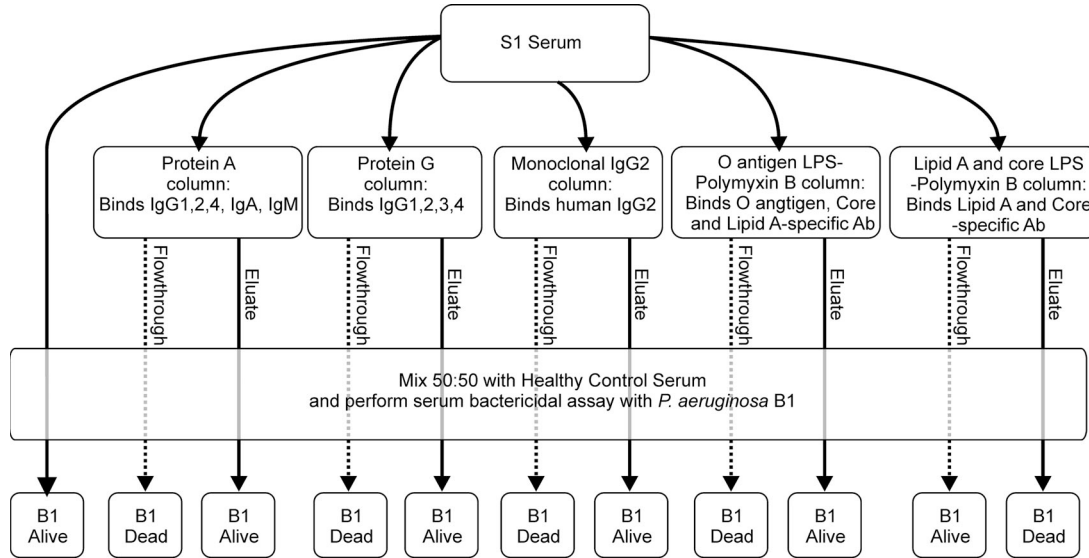 S1 Serum
Protein A
column:
Binds IgG1,2,4, IgA, IgM
Protein G
column:
Binds IgG1,2,3,4
Monoclonal IgG2
column:
Binds human IgG2
O antigen LPS-
Polymyxin B column:
Binds O angtigen, Core
and Lipid A-specific Ab
Lipid A and core LPS
-Polymyxin B column:
Binds Lipid A and Core
-specific Ab
Flowthrough
Eluate
Flowthrough
Eluate
Flowthrough
Eluate
Flowthrough
Eluate
Flowthrough
Eluate
Mix 50:50 with Healthy Control Serum
and perform serum bactericidal assay with P. aeruginosa B1
B1
Alive
B1
Dead
B1
Alive
B1
Dead
B1
Alive
B1
Dead
B1
Alive
B1
Dead
B1
Alive
B1
Alive
B1
Dead